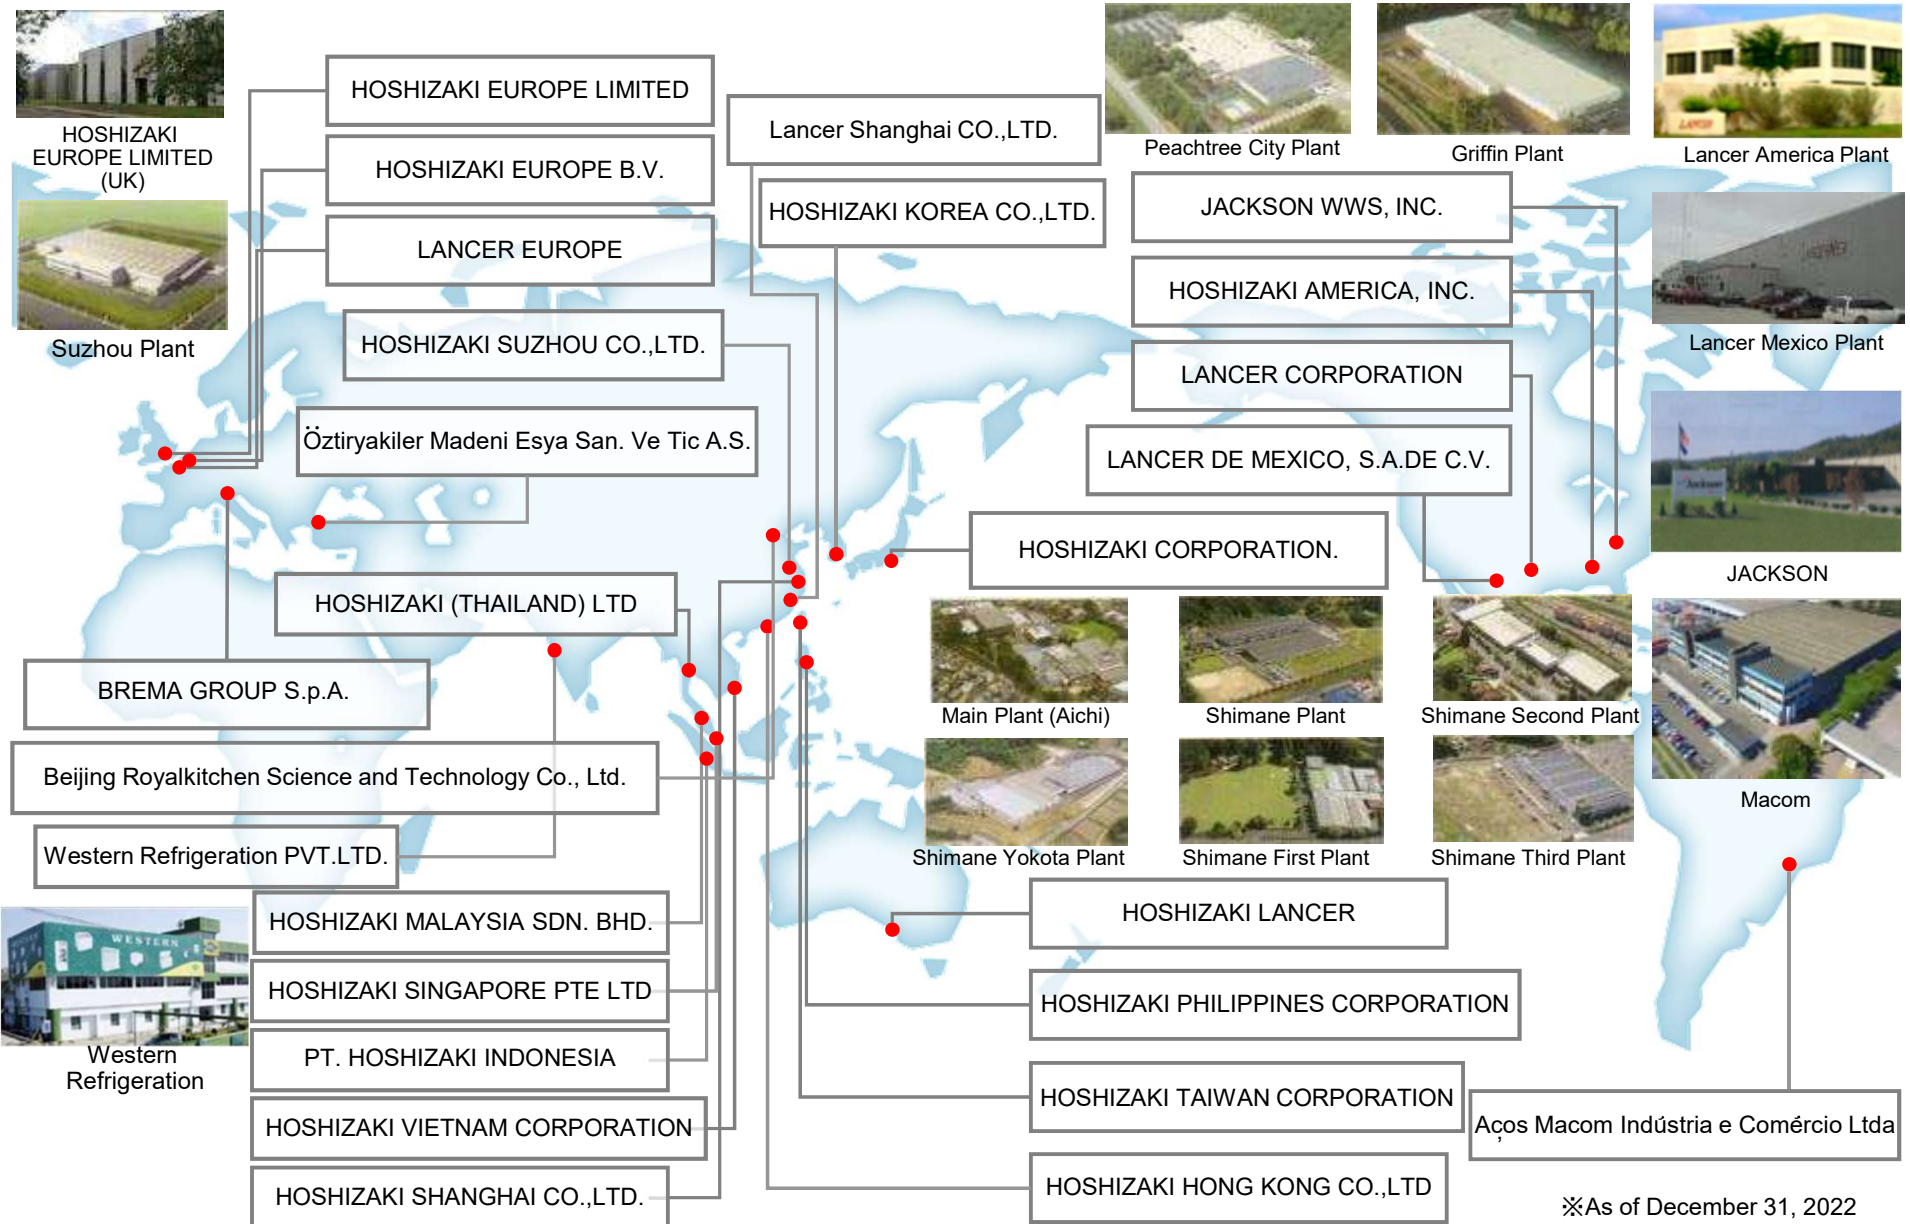 HOSHIZAKI
EUROPE LIMITED
(UK)
Suzhou Plant
HOSHIZAKI EUROPE LIMITED
HOSHIZAKI EUROPE B.V.
LANCER EUROPE
HOSHIZAKI SUZHOU CO.,LTD.
Öztiryakiler Madeni Esya San. Ve Tic A.S.
Lancer Shanghai CO.,LTD.
HOSHIZAKI KOREA CO.,LTD.
Peachtree City Plant
Griffin Plant
LANCER
Lancer America Plant
JACKSON WWS, INC.
HOSHIZAKI AMERICA, INC.
LANCER CORPORATION
LANCER DE MEXICO, S.A.DE C.V.
Lancer Mexico Plant
Jackson
JACKSON
HOSHIZAKI CORPORATION.
Main Plant (Aichi)
Shimane Plant
Shimane Second Plant
Shimane Yokota Plant
Shimane First Plant
Shimane Third Plant
Macom
HOSHIZAKI (THAILAND) LTD
BREMA GROUP S.p.A.
Beijing Royalkitchen Science and Technology Co., Ltd.
Western Refrigeration PVT.LTD.
WESTERN
Western
Refrigeration
HOSHIZAKI MALAYSIA SDN. BHD.
HOSHIZAKI SINGAPORE PTE LTD
PT. HOSHIZAKI INDONESIA
HOSHIZAKI VIETNAM CORPORATION
HOSHIZAKI SHANGHAI CO.,LTD.
HOSHIZAKI LANCER
HOSHIZAKI PHILIPPINES CORPORATION
HOSHIZAKI TAIWAN CORPORATION
HOSHIZAKI HONG KONG CO.,LTD
Aços Macom Indústria e Comércio Ltda
※As of December 31, 2022